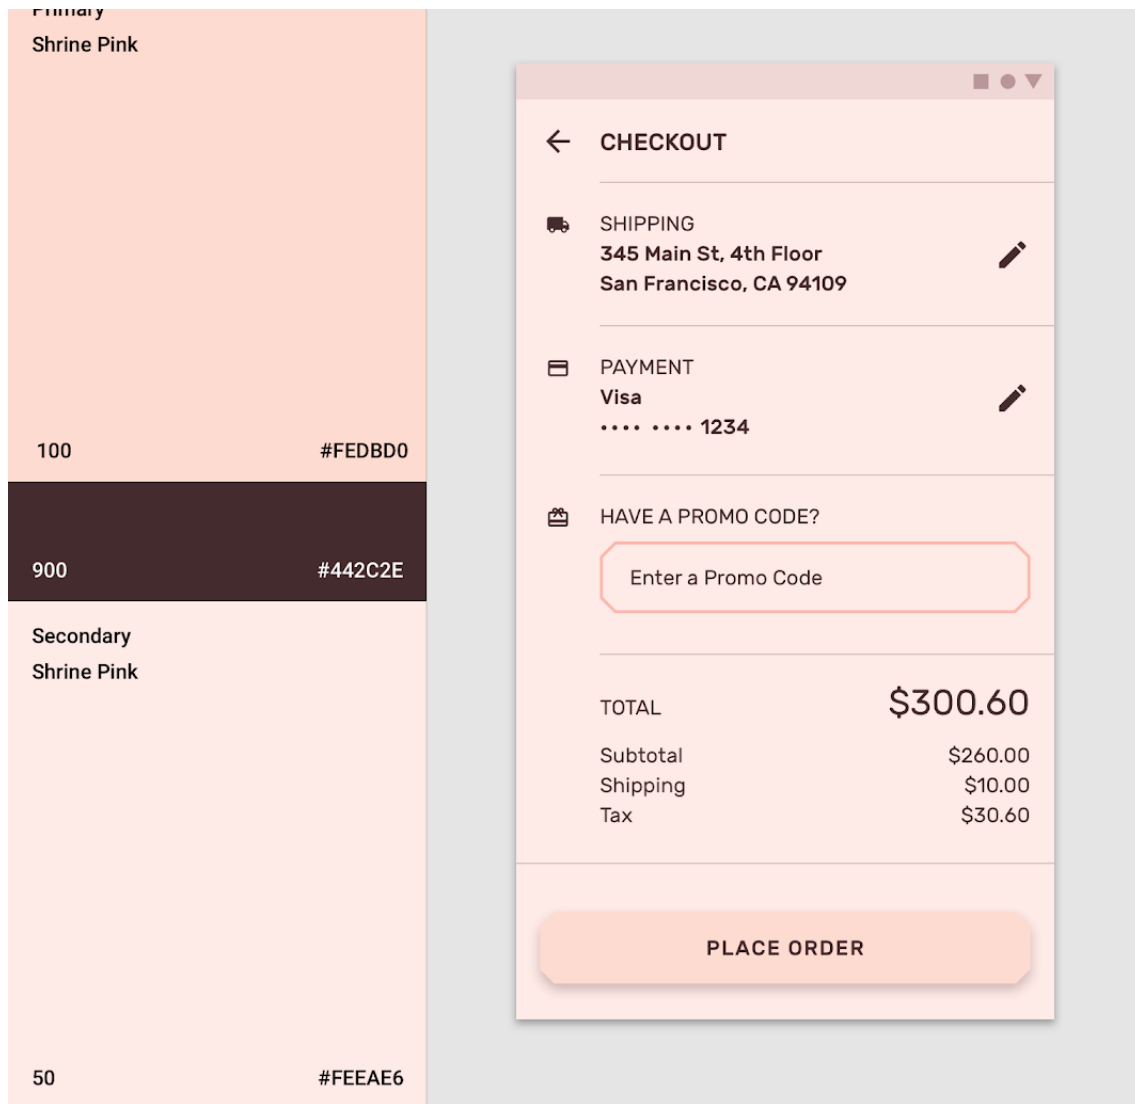 Primary
Shrine Pink
100 #FEDBD0
900 #442C2E
Secondary
Shrine Pink
50 #FEEAE6
CHECKOUT
SHIPPING
345 Main St, 4th Floor
San Francisco, CA 94109
PAYMENT
Visa
•••• •••• 1234
HAVE A PROMO CODE?
Enter a Promo Code
TOTAL $300.60
Subtotal $260.00
Shipping $10.00
Tax $30.60
PLACE ORDER